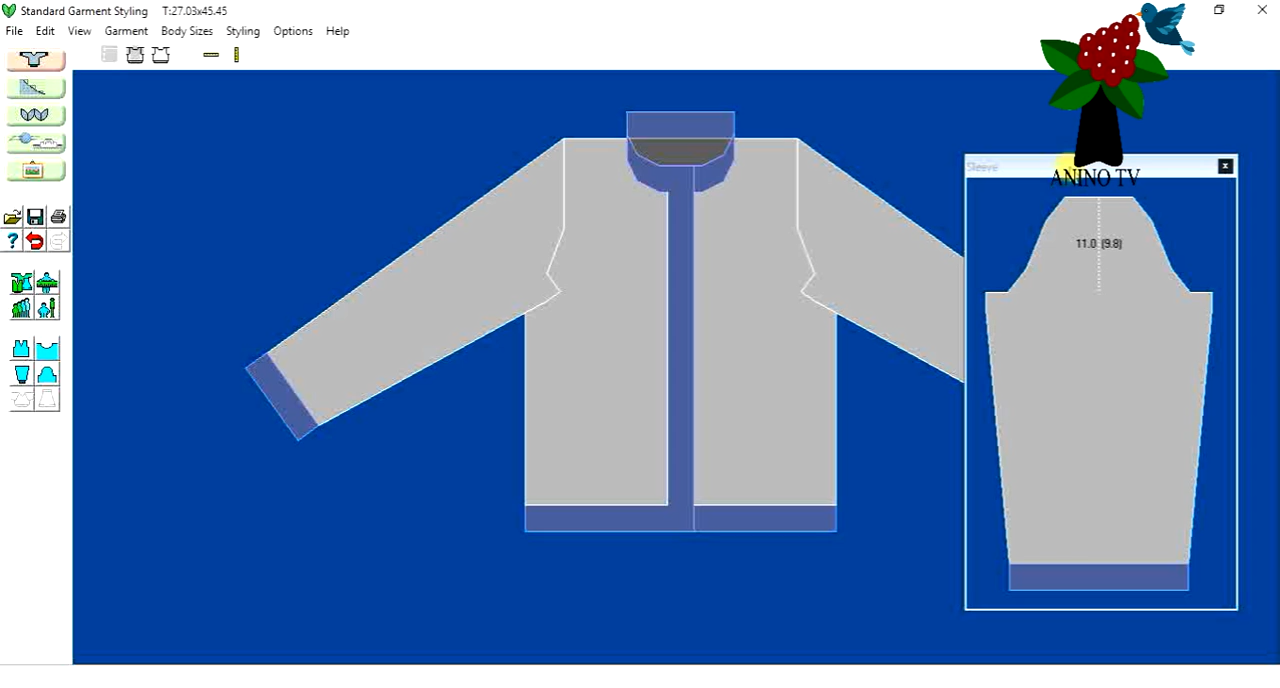 Standard Garment Styling T:27.03x45.45
File Edit View Garment Body Sizes Styling Options Help
ANINO TV
Sleeve
11.0 (9.8)